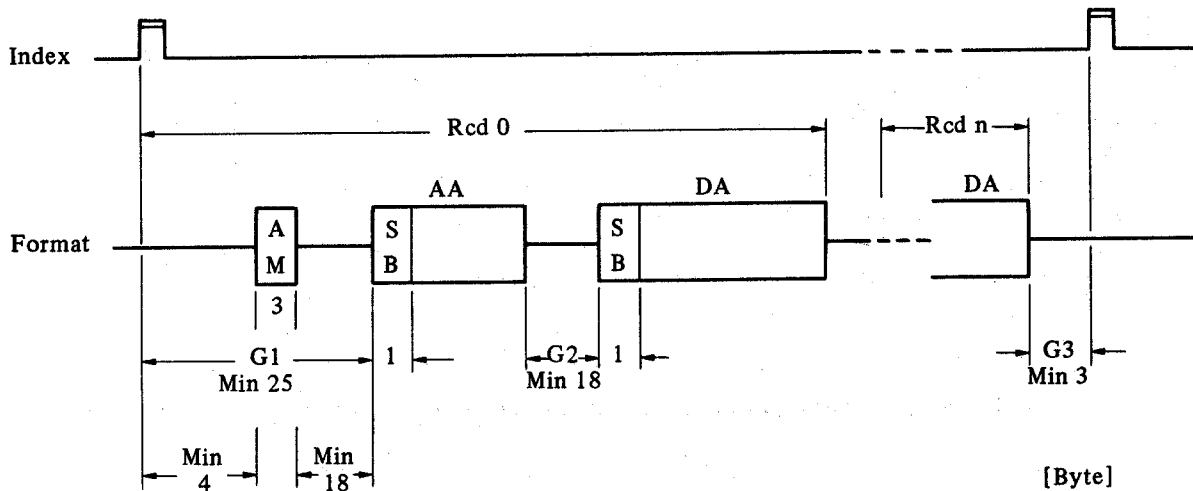 Index
Rcd 0
Rcd n
AA
DA
DA
Format
A
M
S
B
S
B
3
G1
Min 25
1
G2
Min 18
1
G3
Min 3
Min
4
Min
18
[Byte]